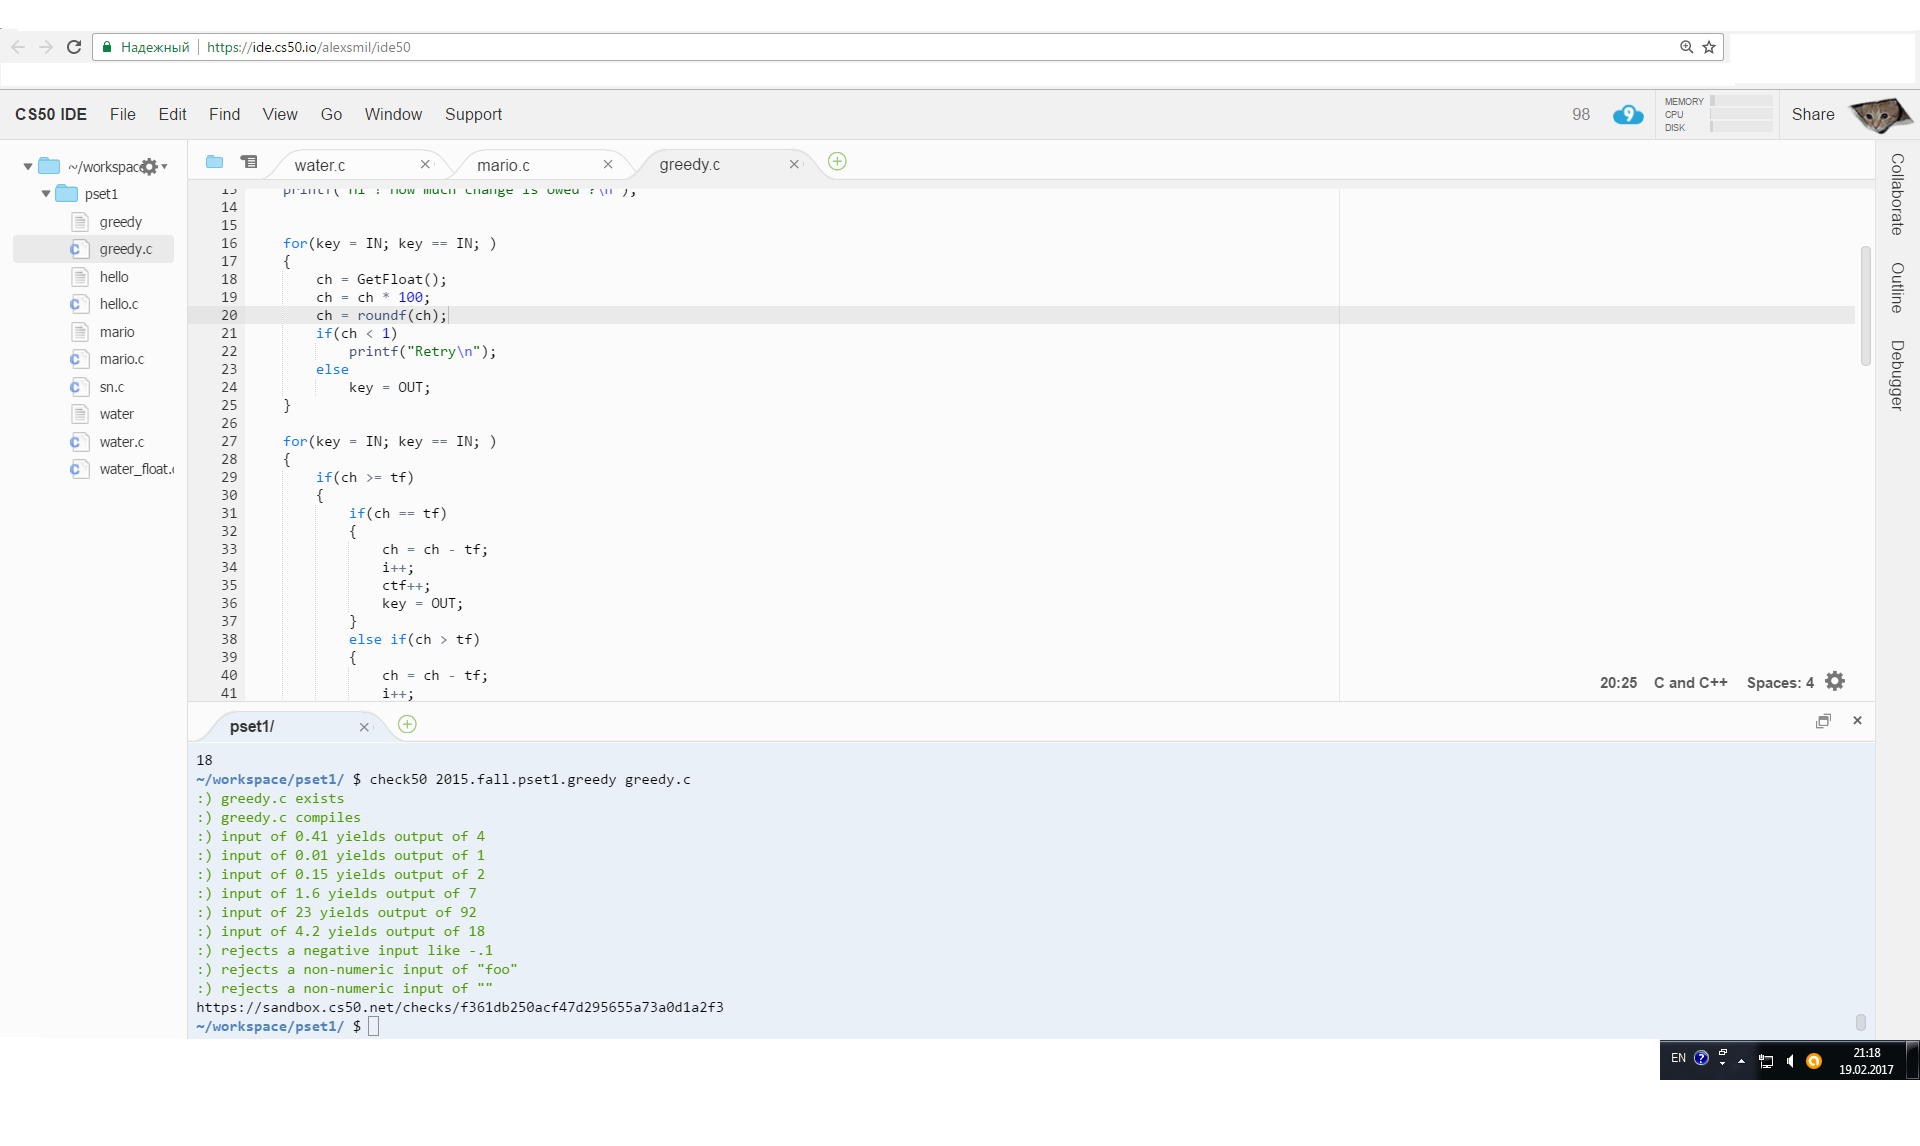 Надежный https://ide.cs50.io/alexsmil/ide50
CS50 IDE File Edit Find View Go Window Support 98 9 MEMORY CPU DISK Share
~/workspac
pset1
greedy
greedy.c
hello
hello.c
mario
mario.c
sn.c
water
water.c
water_float.c
water.c mario.c greedy.c
13 printf("Hi ! How much change is owed ?\n");
14
15
16 for(key = IN; key == IN; )
17 {
18 ch = GetFloat();
19 ch = ch * 100;
20 ch = roundf(ch);
21 if(ch < 1)
22 printf("Retry\n");
23 else
24 key = OUT;
25 }
26
27 for(key = IN; key == IN; )
28 {
29 if(ch >= tf)
30 {
31 if(ch == tf)
32 {
33 ch = ch - tf;
34 i++;
35 ctf++;
36 key = OUT;
37 }
38 else if(ch > tf)
39 {
40 ch = ch - tf;
41 i++;
20:25 C and C++ Spaces: 4
Collaborate
Outline
Debugger
pset1/
18
~/workspace/pset1/ $ check50 2015.fall.pset1.greedy greedy.c
:) greedy.c exists
:) greedy.c compiles
:) input of 0.41 yields output of 4
:) input of 0.01 yields output of 1
:) input of 0.15 yields output of 2
:) input of 1.6 yields output of 7
:) input of 23 yields output of 92
:) input of 4.2 yields output of 18
:) rejects a negative input like -.1
:) rejects a non-numeric input of "foo"
:) rejects a non-numeric input of ""
https://sandbox.cs50.net/checks/f361db250acf47d295655a73a0d1a2f3
~/workspace/pset1/ $
EN 21:18
19.02.2017